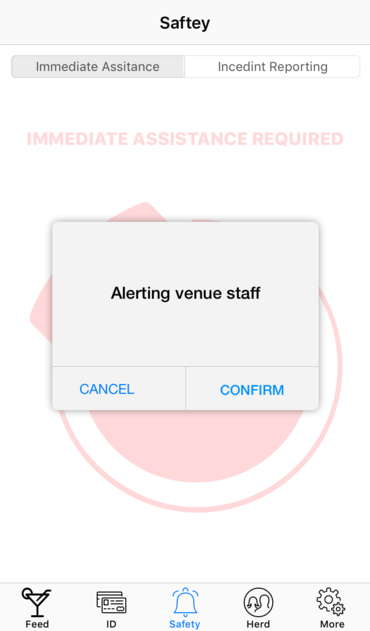 Saftey
Immediate Assitance
Incedint Reporting
IMMEDIATE ASSISTANCE REQUIRED
Alerting venue staff
CANCEL
CONFIRM
Feed
ID
Safety
Herd
More